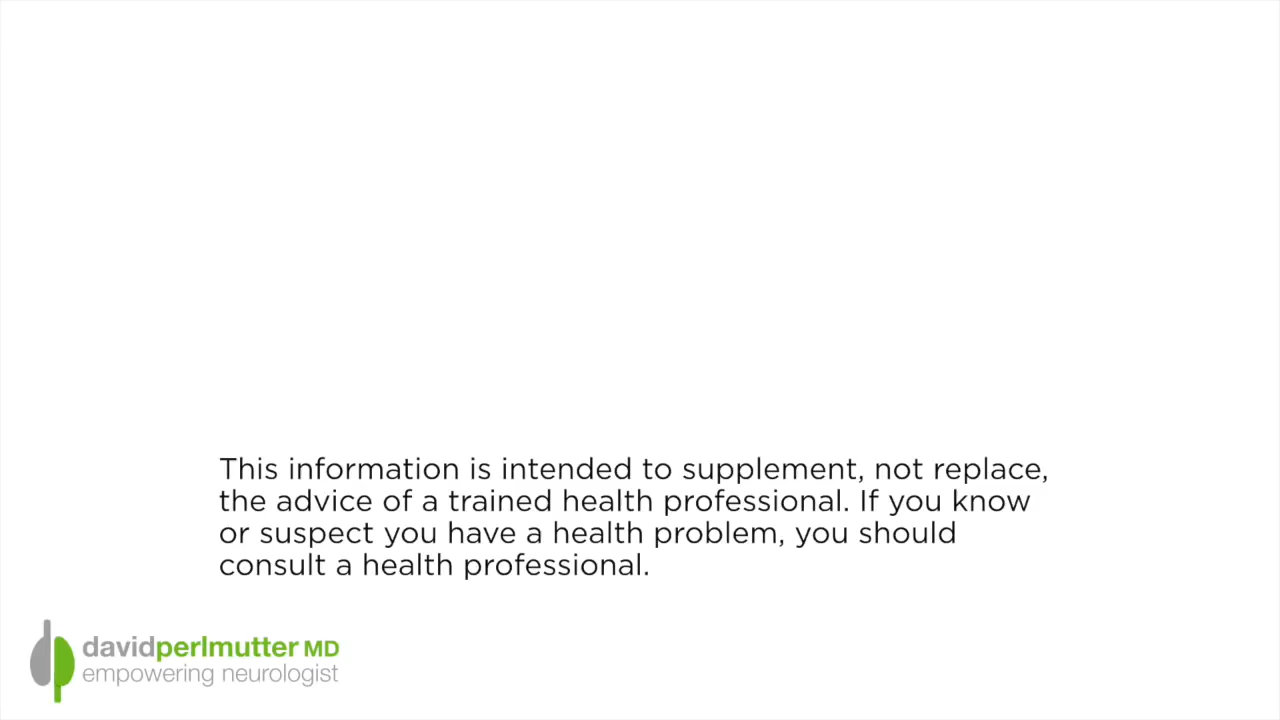 This information is intended to supplement, not replace,
the advice of a trained health professional. If you know
or suspect you have a health problem, you should
consult a health professional.
davidperlmutter MD
empowering neurologist